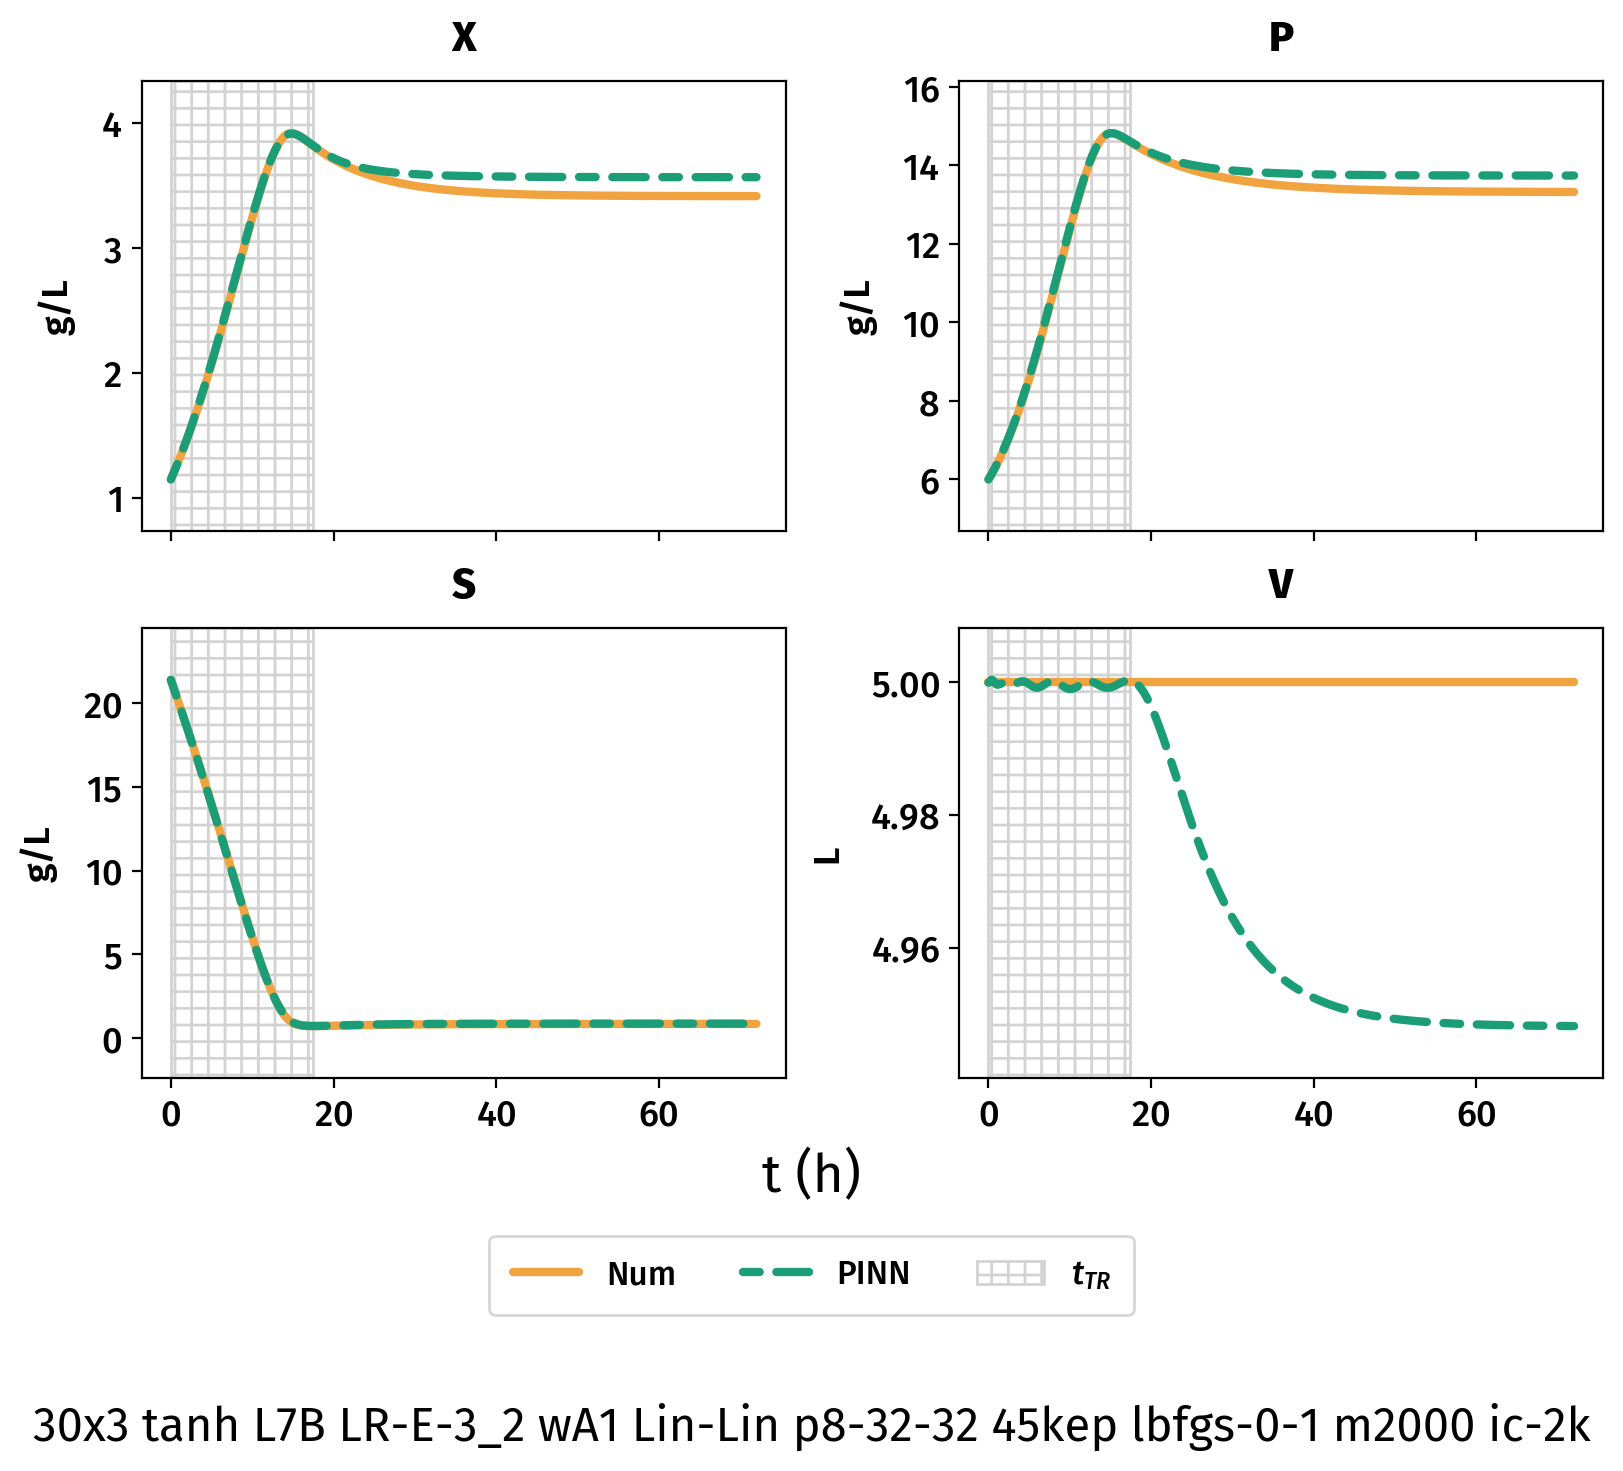 X
4
3
2
1
g/L
P
16
14
12
10
8
6
g/L
S
20
15
10
5
0
g/L
0 20 40 60
V
5.00
4.98
4.96
L
0 20 40 60
t (h)
Num PINN t_TR
30x3 tanh L7B LR-E-3_2 wA1 Lin-Lin p8-32-32 45kep lbfgs-0-1 m2000 ic-2k